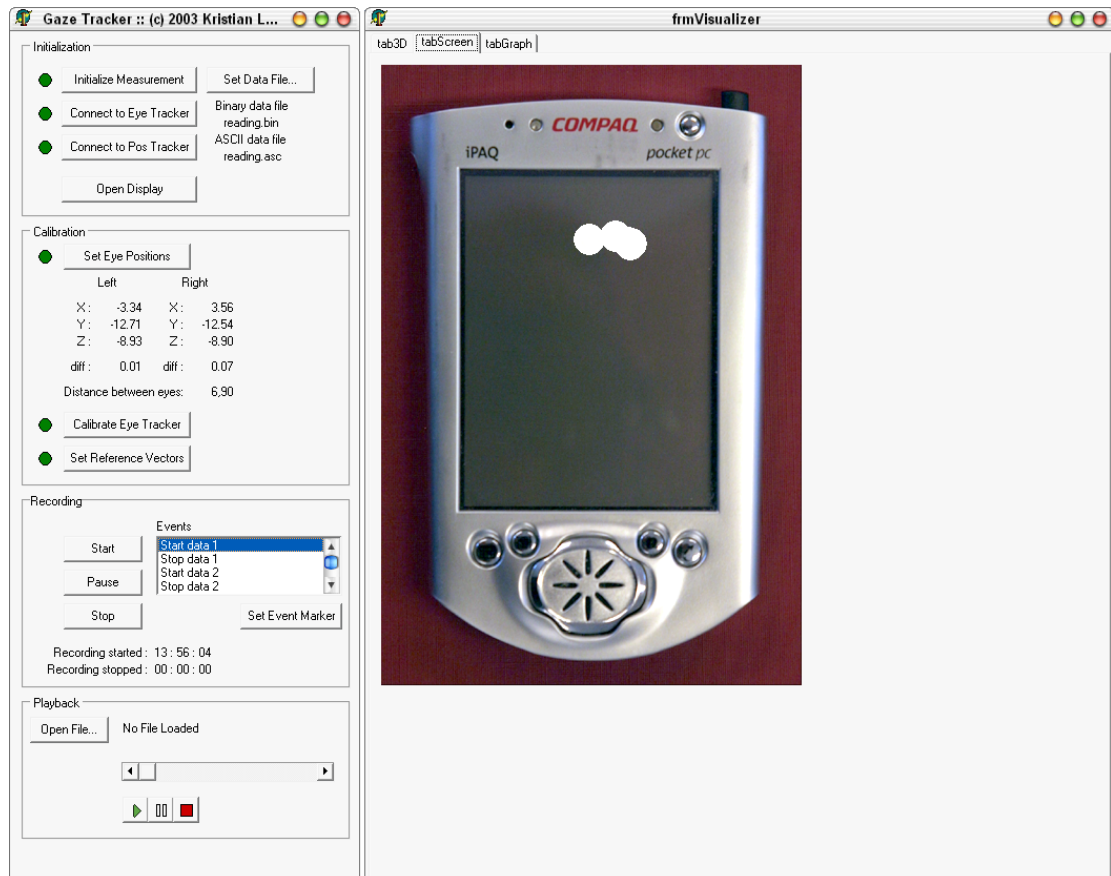 Gaze Tracker :: (c) 2003 Kristian L...
Initialization
Initialize Measurement
Set Data File...
Connect to Eye Tracker
Binary data file
reading.bin
Connect to Pos Tracker
ASCII data file
reading.asc
Open Display
Calibration
Set Eye Positions
Left Right
X : -3.34 X : 3.56
Y : -12.71 Y : -12.54
Z : -8.93 Z : -8.90
diff : 0.01 diff : 0.07
Distance between eyes: 6,90
Calibrate Eye Tracker
Set Reference Vectors
Recording
Events
Start
Start data 1
Stop data 1
Start data 2
Stop data 2
Pause
Stop
Set Event Marker
Recording started : 13 : 56 : 04
Recording stopped : 00 : 00 : 00
Playback
Open File...
No File Loaded
frmVisualizer
tab3D tabScreen tabGraph
COMPAQ
iPAQ pocket pc